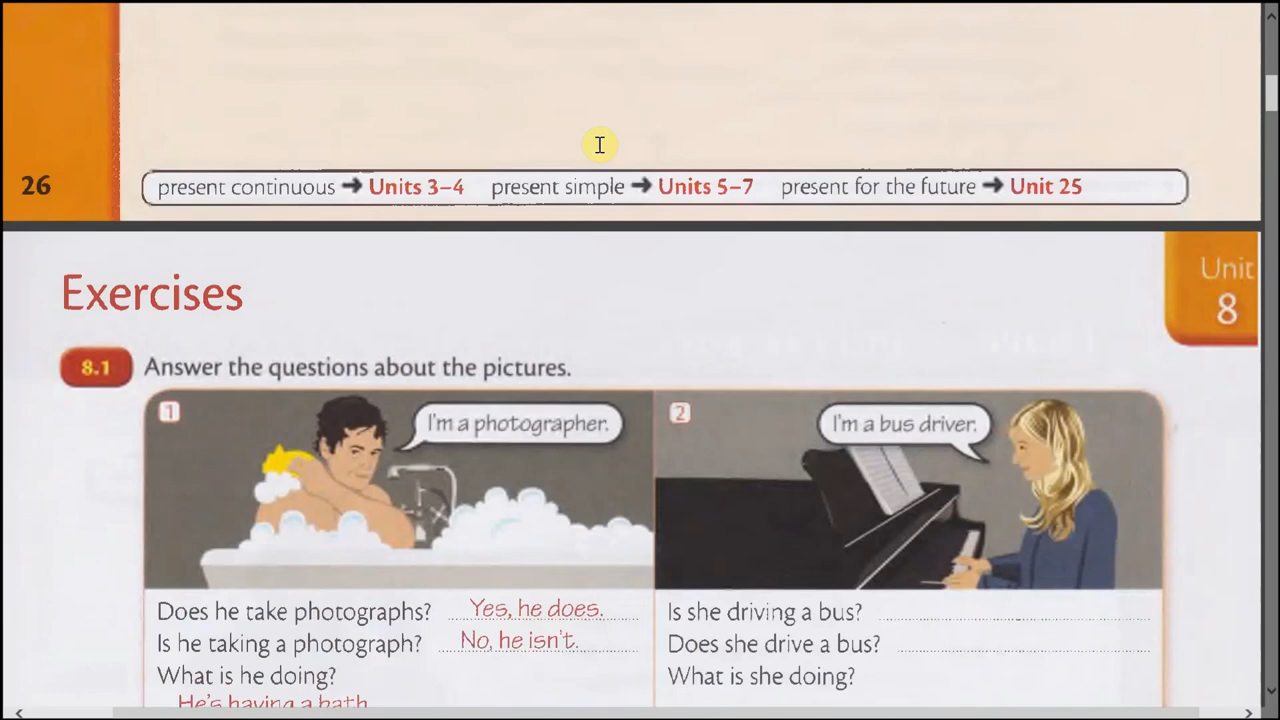 26
present continuous → Units 3–4 present simple → Units 5–7 present for the future → Unit 25
Exercises
Unit
8
8.1 Answer the questions about the pictures.
1
I'm a photographer.
2
I'm a bus driver.
Does he take photographs? Yes, he does.
Is he taking a photograph? No, he isn't.
What is he doing?
He's having a bath
Is she driving a bus?
Does she drive a bus?
What is she doing?